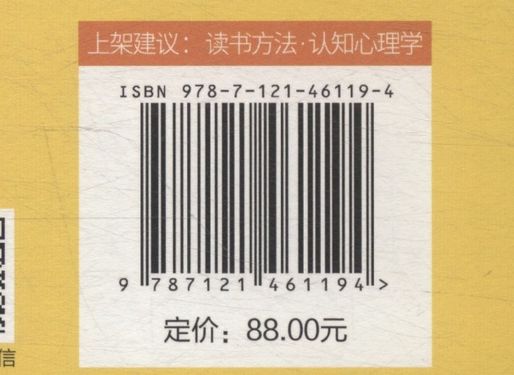 上架建议：读书方法·认知心理学
ISBN 978-7-121-46119-4
9 787121 461194 >
定价：88.00元
信